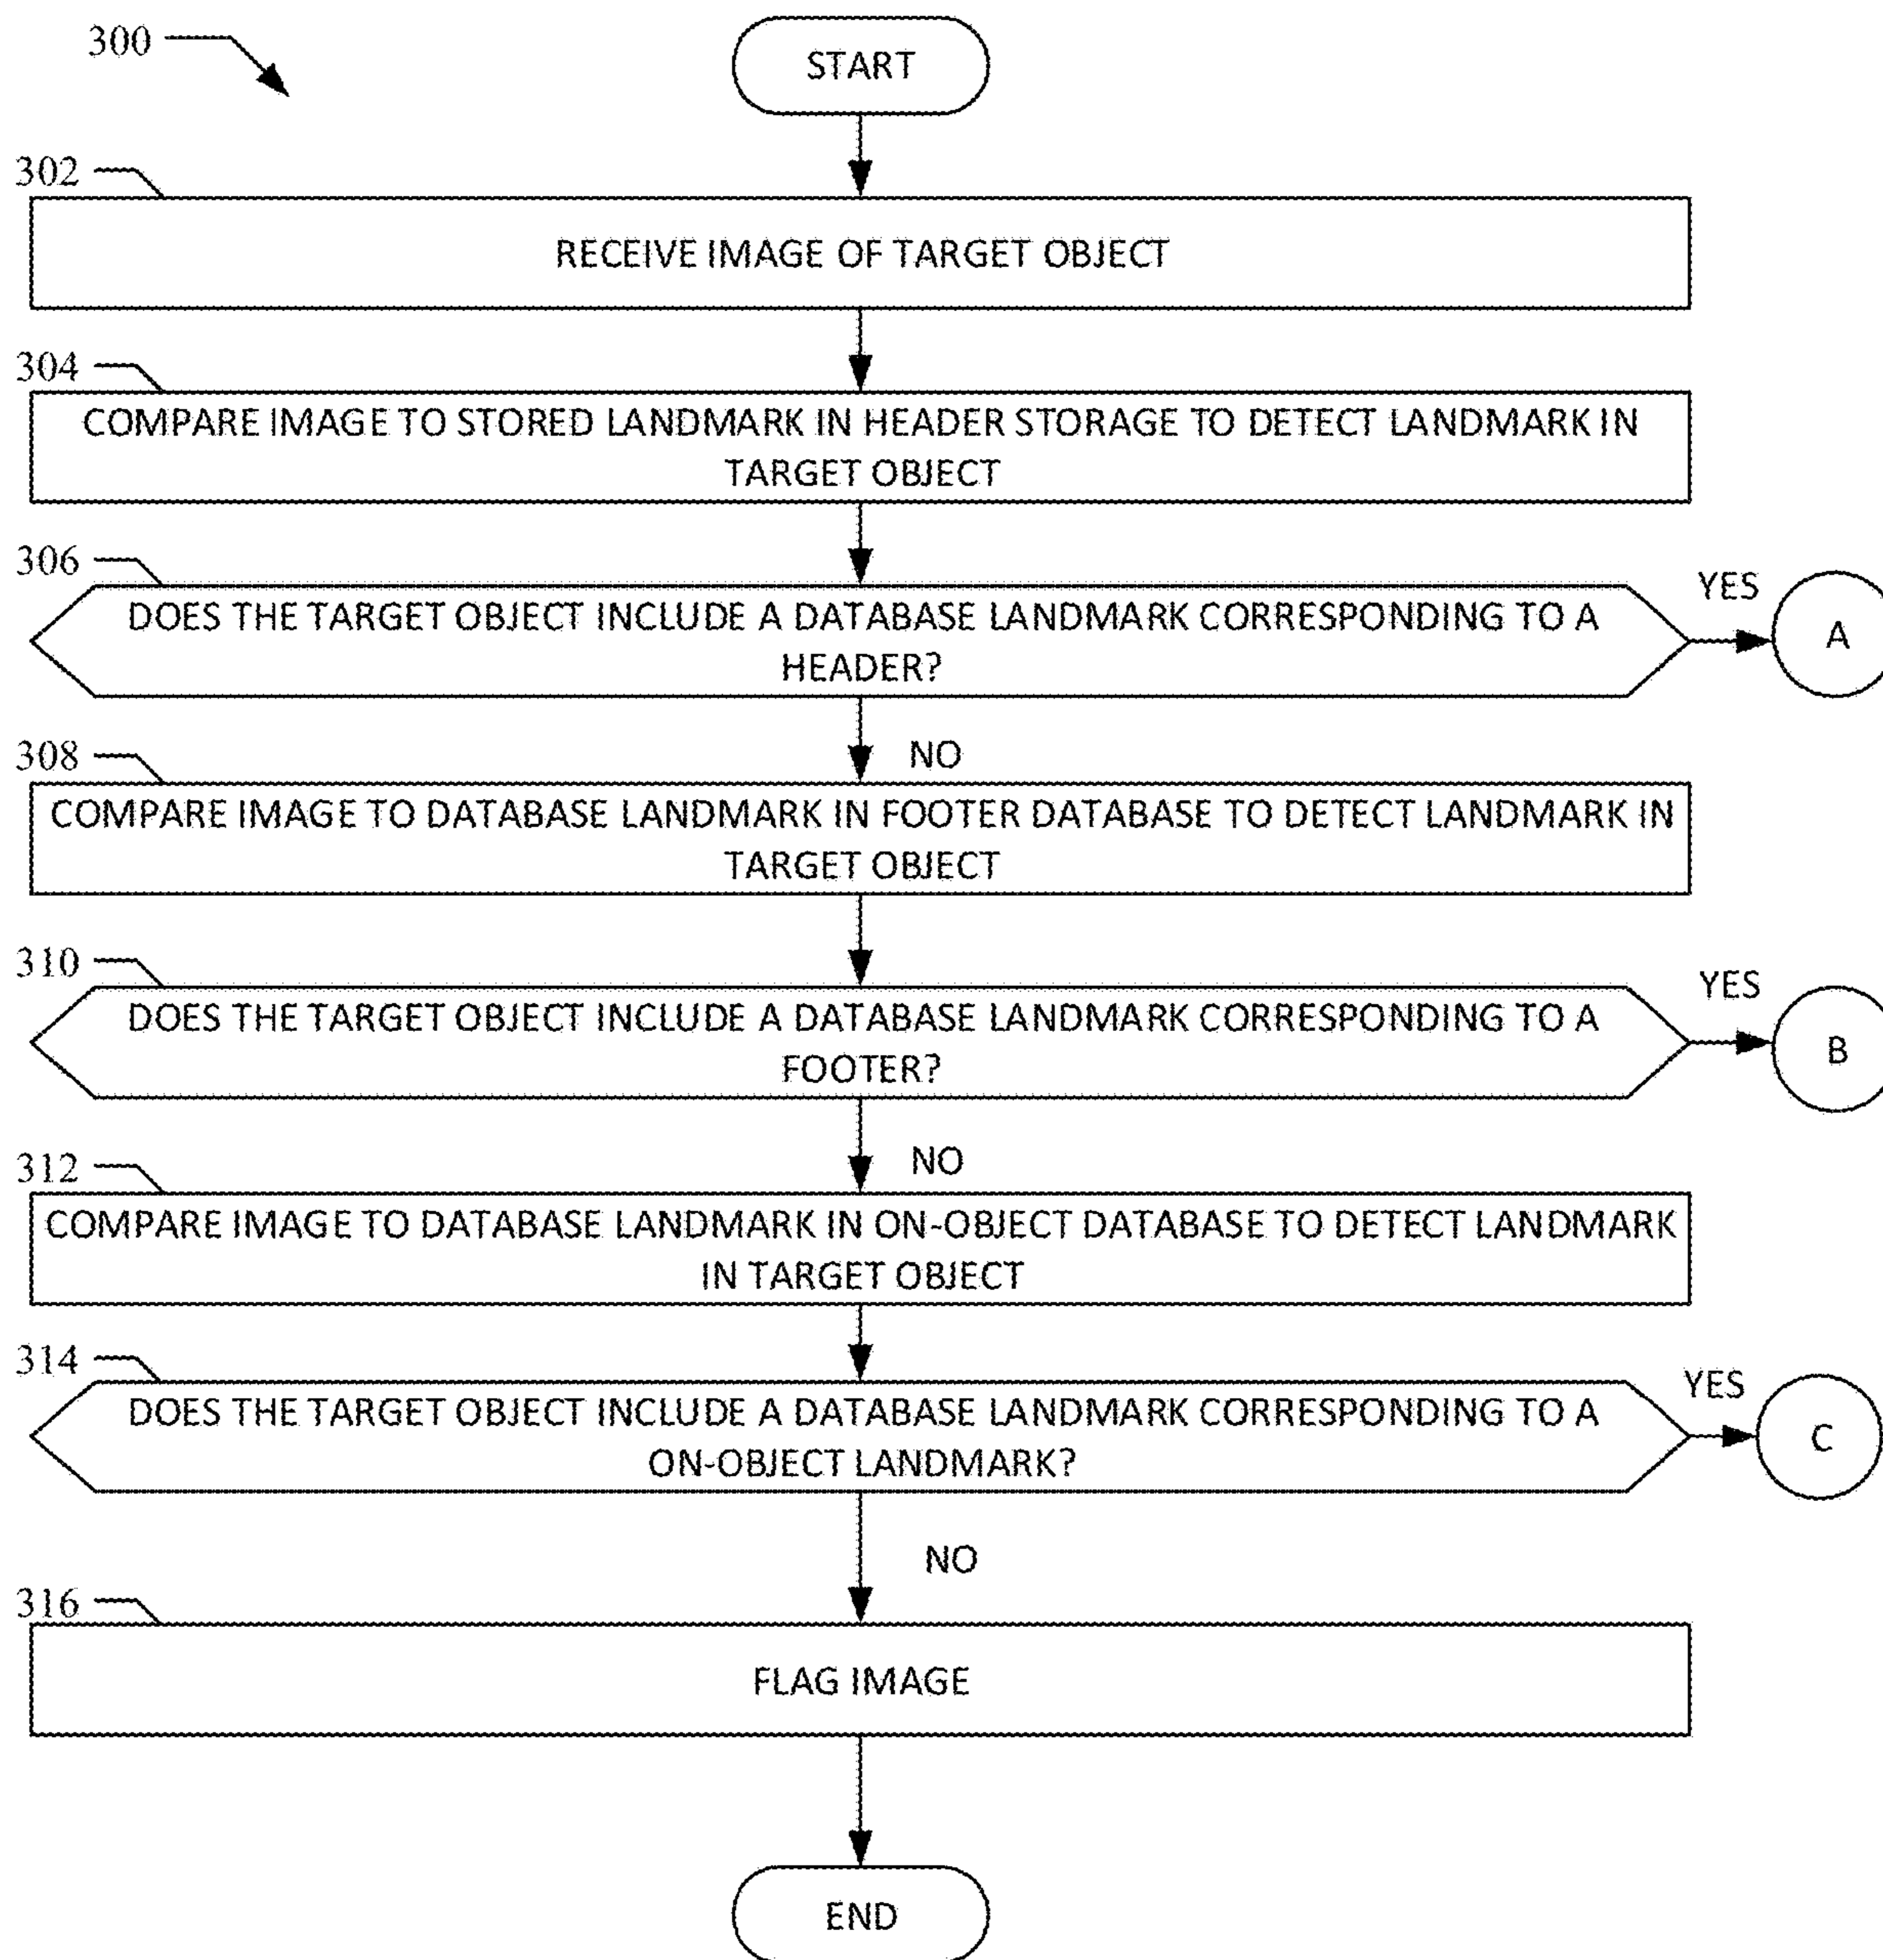 300
START
302
RECEIVE IMAGE OF TARGET OBJECT
304
COMPARE IMAGE TO STORED LANDMARK IN HEADER STORAGE TO DETECT LANDMARK IN
TARGET OBJECT
306
DOES THE TARGET OBJECT INCLUDE A DATABASE LANDMARK CORRESPONDING TO A
HEADER?
YES
A
NO
308
COMPARE IMAGE TO DATABASE LANDMARK IN FOOTER DATABASE TO DETECT LANDMARK IN
TARGET OBJECT
310
DOES THE TARGET OBJECT INCLUDE A DATABASE LANDMARK CORRESPONDING TO A
FOOTER?
YES
B
NO
312
COMPARE IMAGE TO DATABASE LANDMARK IN ON-OBJECT DATABASE TO DETECT LANDMARK
IN TARGET OBJECT
314
DOES THE TARGET OBJECT INCLUDE A DATABASE LANDMARK CORRESPONDING TO A
ON-OBJECT LANDMARK?
YES
C
NO
316
FLAG IMAGE
END